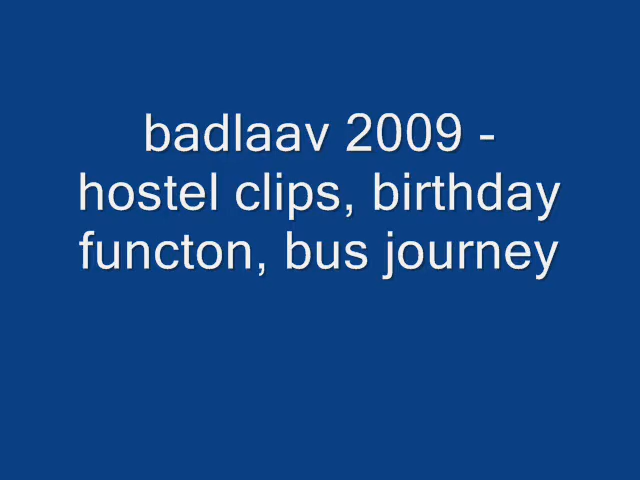 badlaav 2009 -
hostel clips, birthday
functon, bus journey